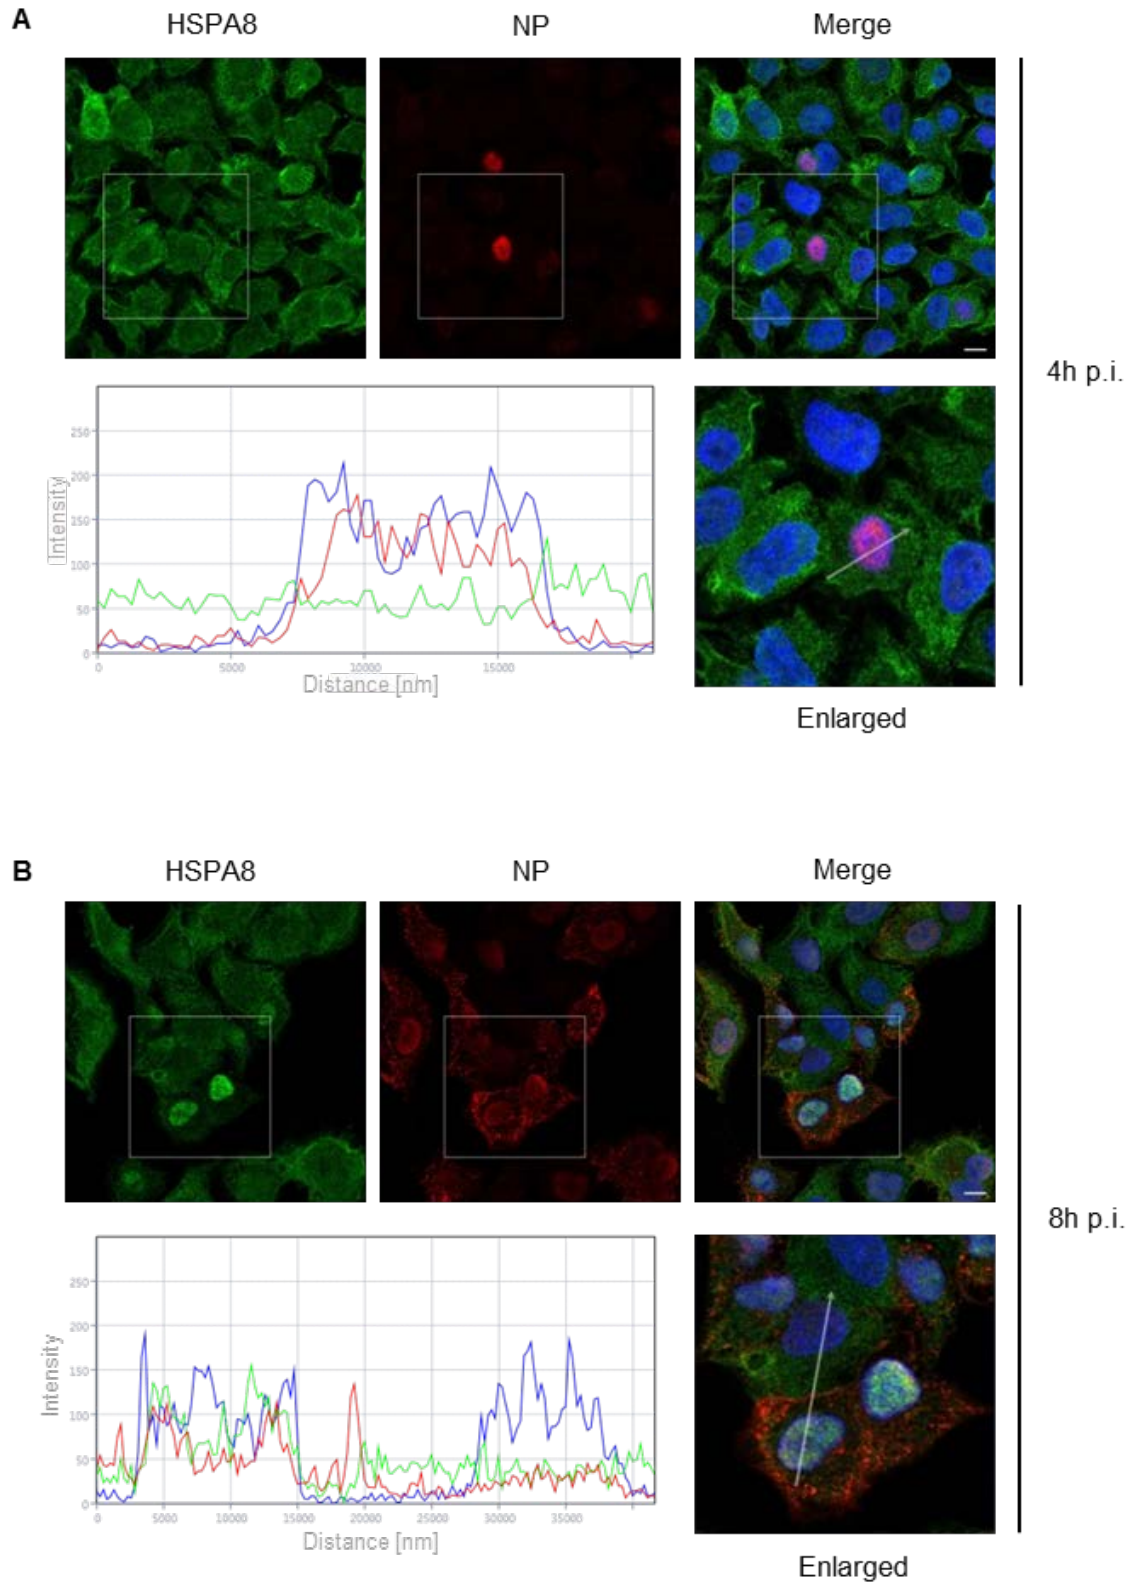 A
HSPA8 NP Merge
4h p.i.
250
200
150
100
50
0
Intensity
0 5000 10000 15000
Distance [nm]
Enlarged
B
HSPA8 NP Merge
8h p.i.
250
200
150
100
50
0
Intensity
0 5000 10000 15000 20000 25000 30000 35000
Distance [nm]
Enlarged